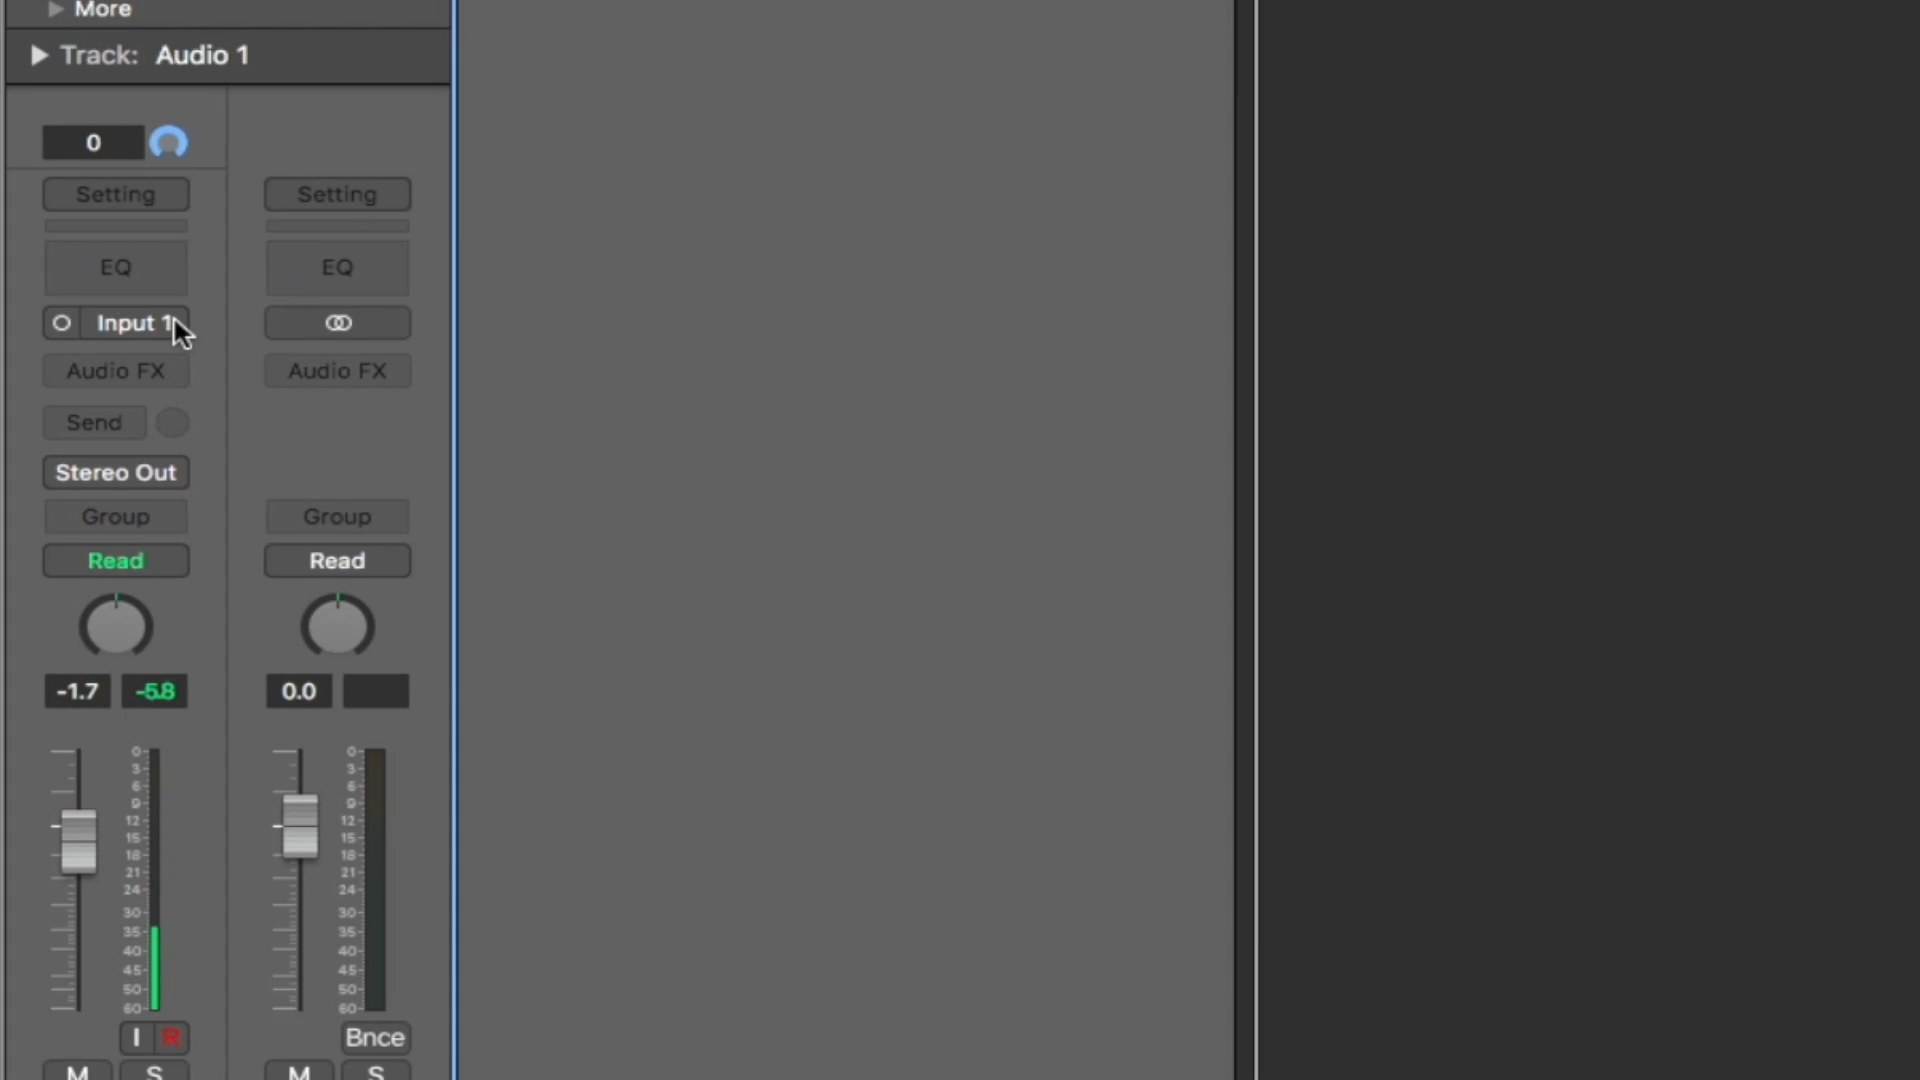 More
Track: Audio 1
0
Setting Setting
EQ EQ
Input 1
Audio FX Audio FX
Send
Stereo Out
Group Group
Read Read
-1.7 -5.8 0.0
0 0
3 3
6 6
9 9
12 12
15 15
18 18
21 21
24 24
30 30
35 35
40 40
45 45
50 50
60 60
I R Bnce
M S M S